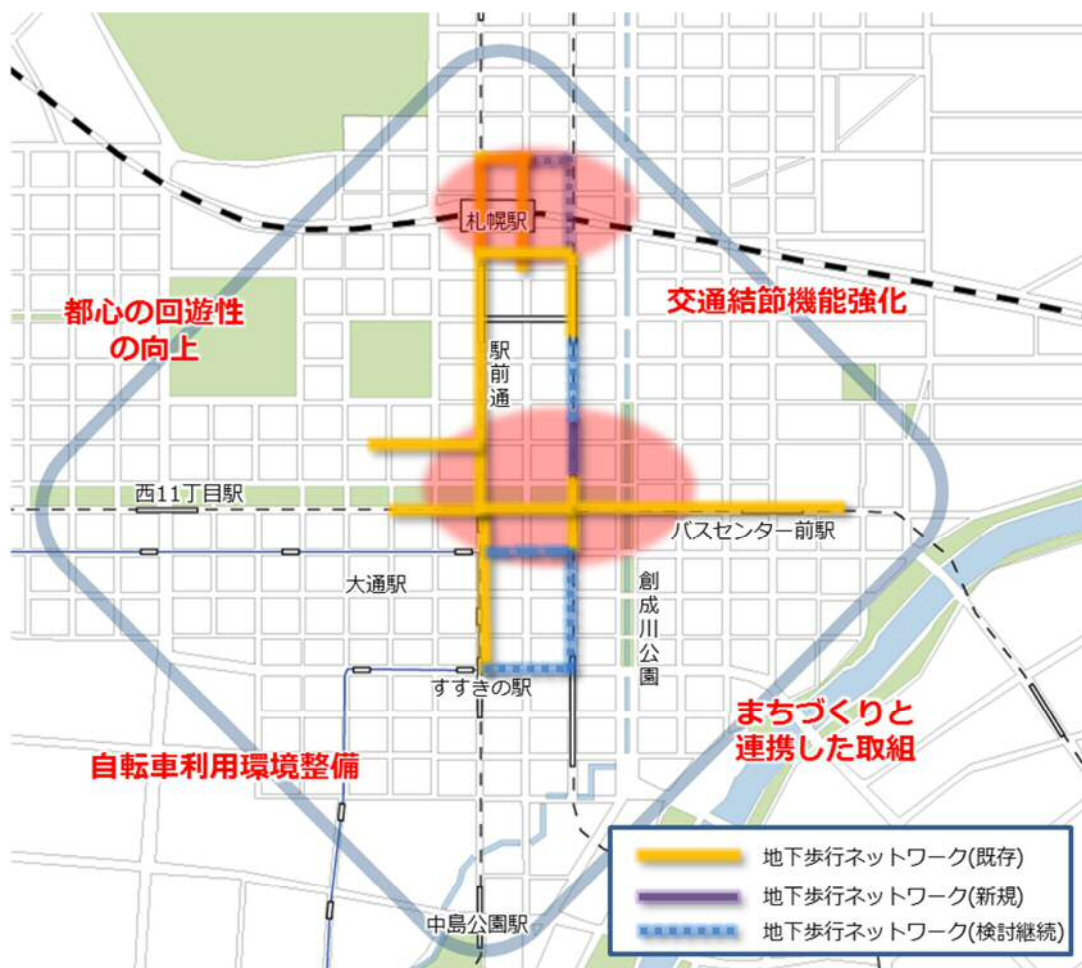 札幌駅
都心の回遊性
の向上
交通結節機能強化
駅前通
西11丁目駅
バスセンター前駅
大通駅
創成川公園
すすきの駅
まちづくりと
連携した取組
自転車利用環境整備
中島公園駅
地下歩行ネットワーク(既存)
地下歩行ネットワーク(新規)
地下歩行ネットワーク(検討継続)